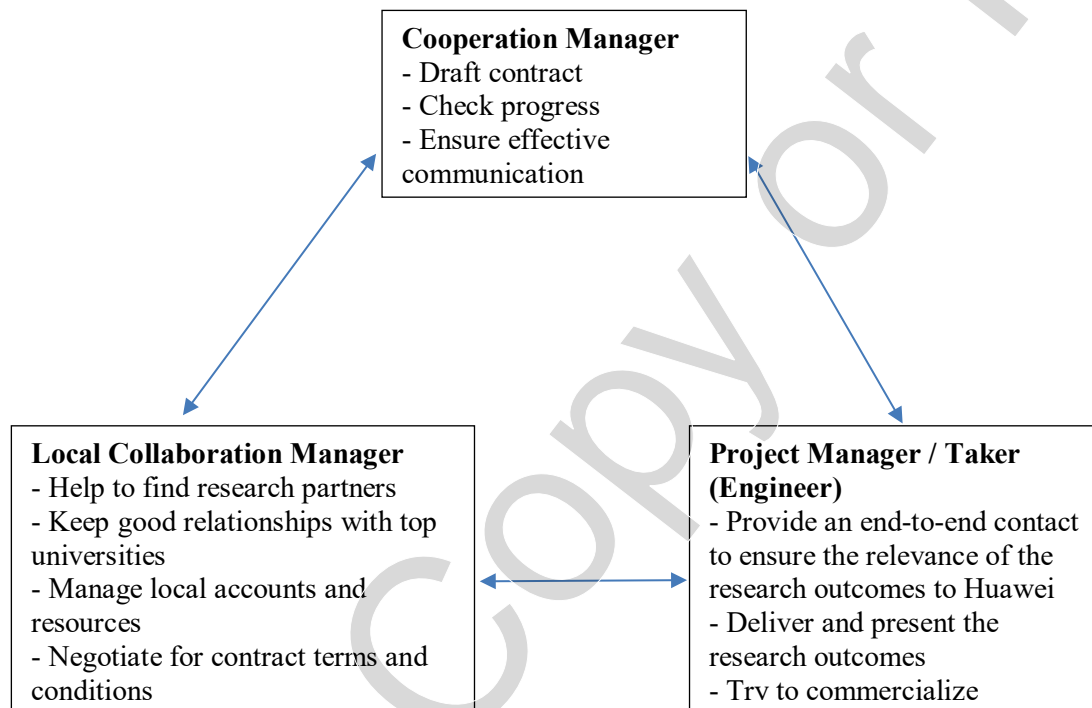 Cooperation Manager
- Draft contract
- Check progress
- Ensure effective
communication
Local Collaboration Manager
- Help to find research partners
- Keep good relationships with top
universities
- Manage local accounts and
resources
- Negotiate for contract terms and
conditions
Project Manager / Taker
(Engineer)
- Provide an end-to-end contact
to ensure the relevance of the
research outcomes to Huawei
- Deliver and present the
research outcomes
- Try to commercialize
Copy or